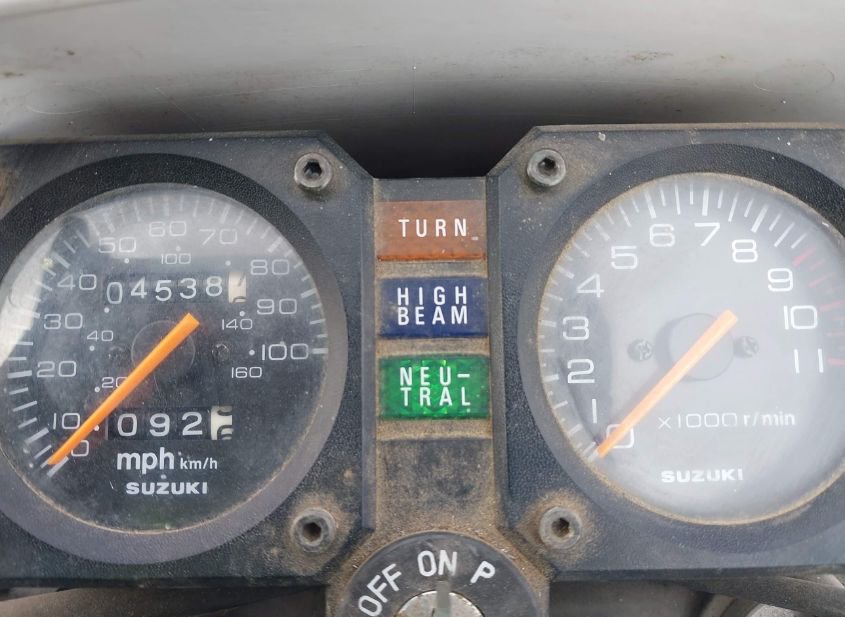 TURN
HIGH
BEAM
NEU-
TRAL
0 10 20 30 40 50 60 70 80 90 100
20 40 100 140 160
04538
092
mph km/h
SUZUKI
0 1 2 3 4 5 6 7 8 9 10 11
X1000 r/min
SUZUKI
OFF ON P